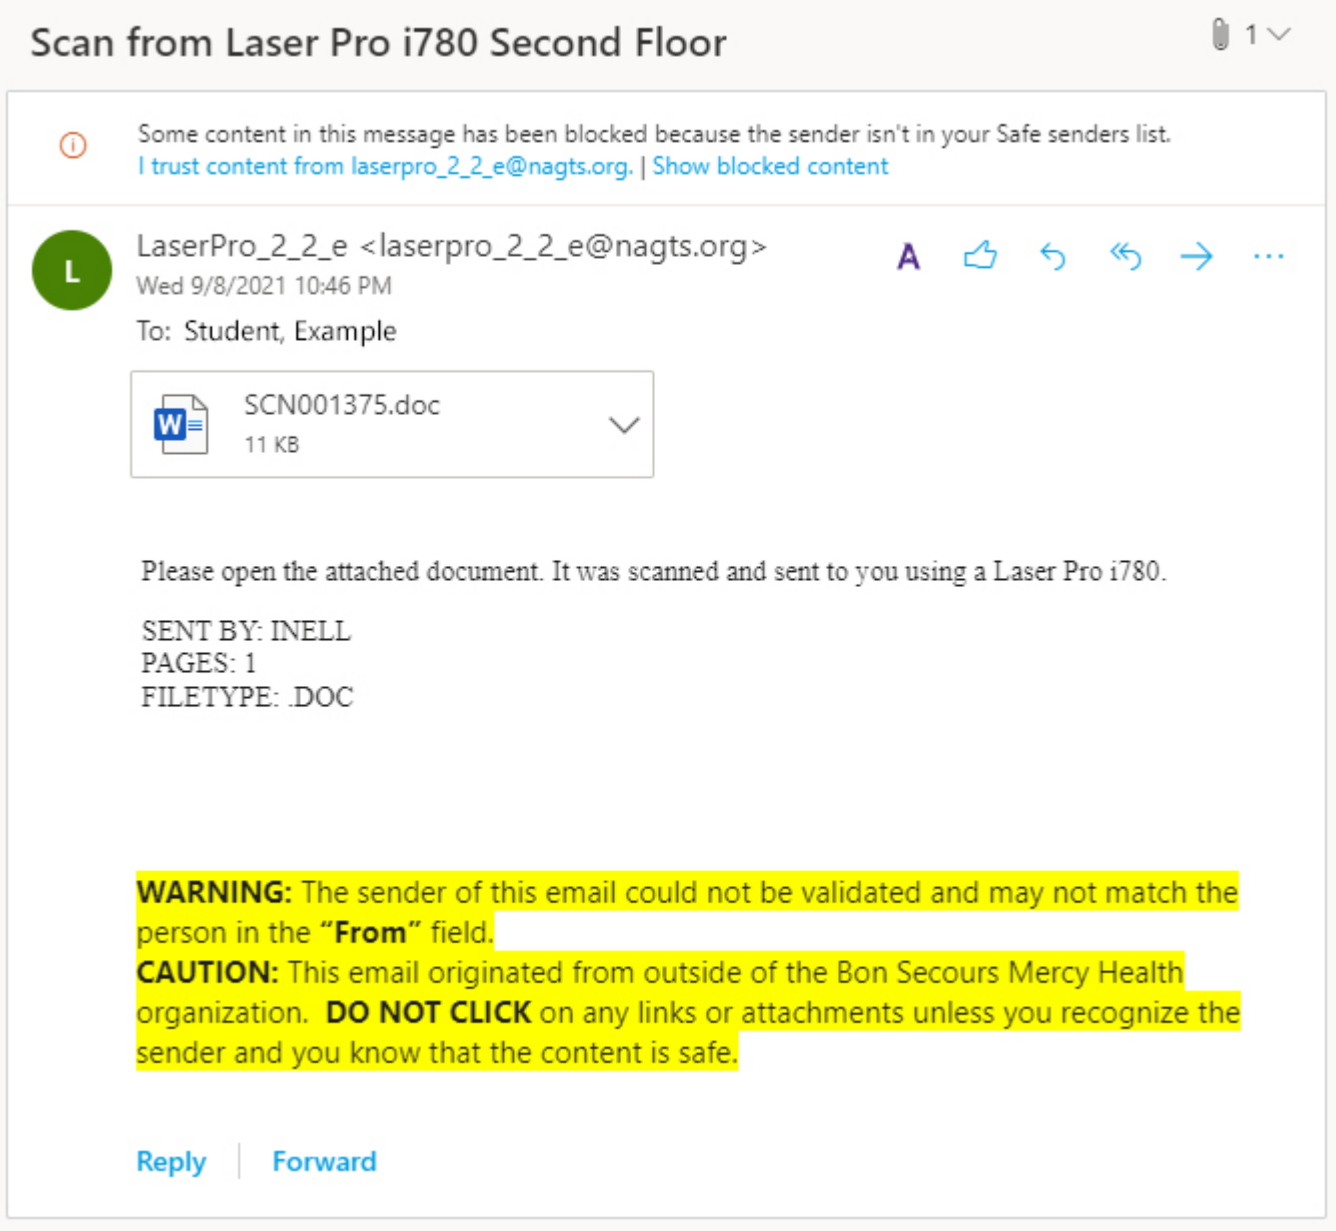 Scan from Laser Pro i780 Second Floor
1
Some content in this message has been blocked because the sender isn't in your Safe senders list.
I trust content from laserpro_2_2_e@nagts.org. | Show blocked content
L
LaserPro_2_2_e <laserpro_2_2_e@nagts.org>
A
Wed 9/8/2021 10:46 PM
To: Student, Example
W
SCN001375.doc
11 KB
Please open the attached document. It was scanned and sent to you using a Laser Pro i780.
SENT BY: INELL
PAGES: 1
FILETYPE: .DOC
WARNING: The sender of this email could not be validated and may not match the
person in the “From” field.
CAUTION: This email originated from outside of the Bon Secours Mercy Health
organization.  DO NOT CLICK on any links or attachments unless you recognize the
sender and you know that the content is safe.
Reply | Forward